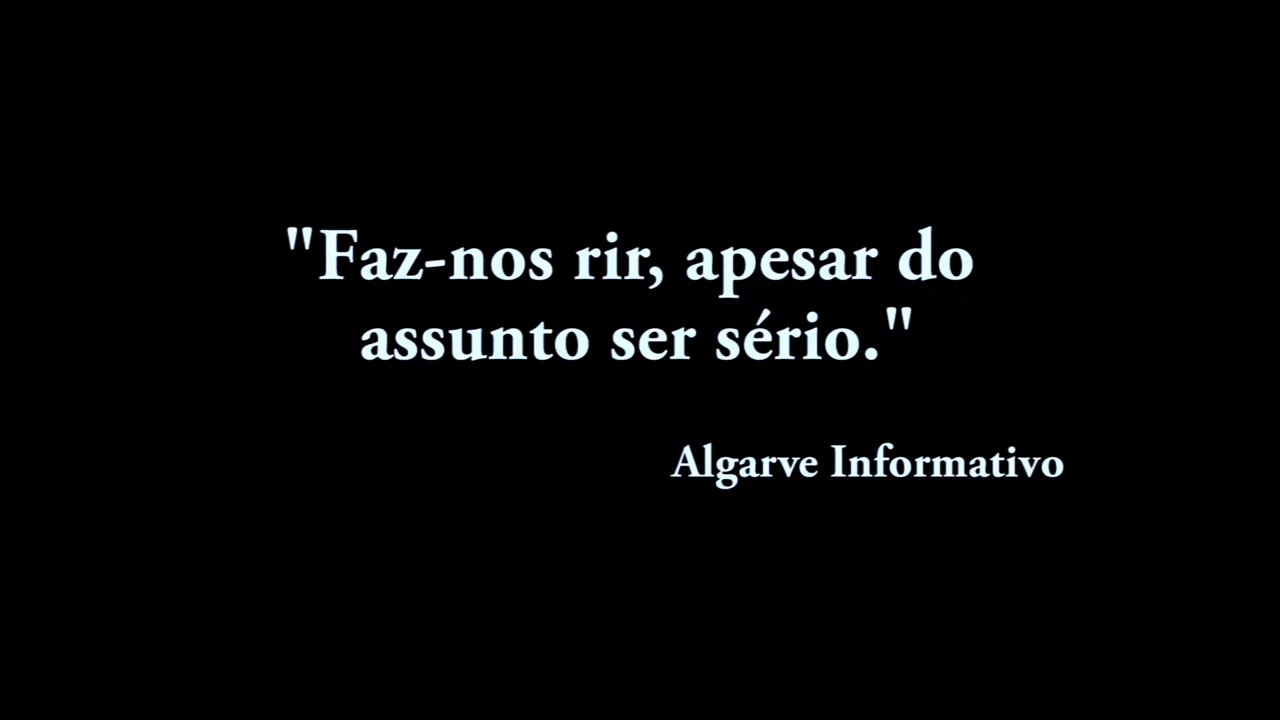 "Faz-nos rir, apesar do
assunto ser sério."
Algarve Informativo